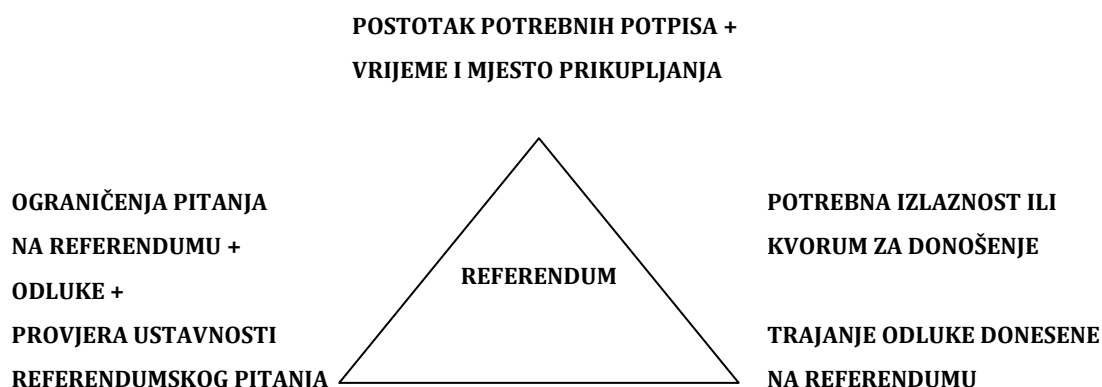 POSTOTAK POTREBNIH POTPISA +
VRIJEME I MJESTO PRIKUPLJANJA
OGRANIČENJA PITANJA
NA REFERENDUMU +
ODLUKE +
PROVJERA USTAVNOSTI
REFERENDUMSKOG PITANJA
REFERENDUM
POTREBNA IZLAZNOST ILI
KVORUM ZA DONOŠENJE
TRAJANJE ODLUKE DONESENE
NA REFERENDUMU